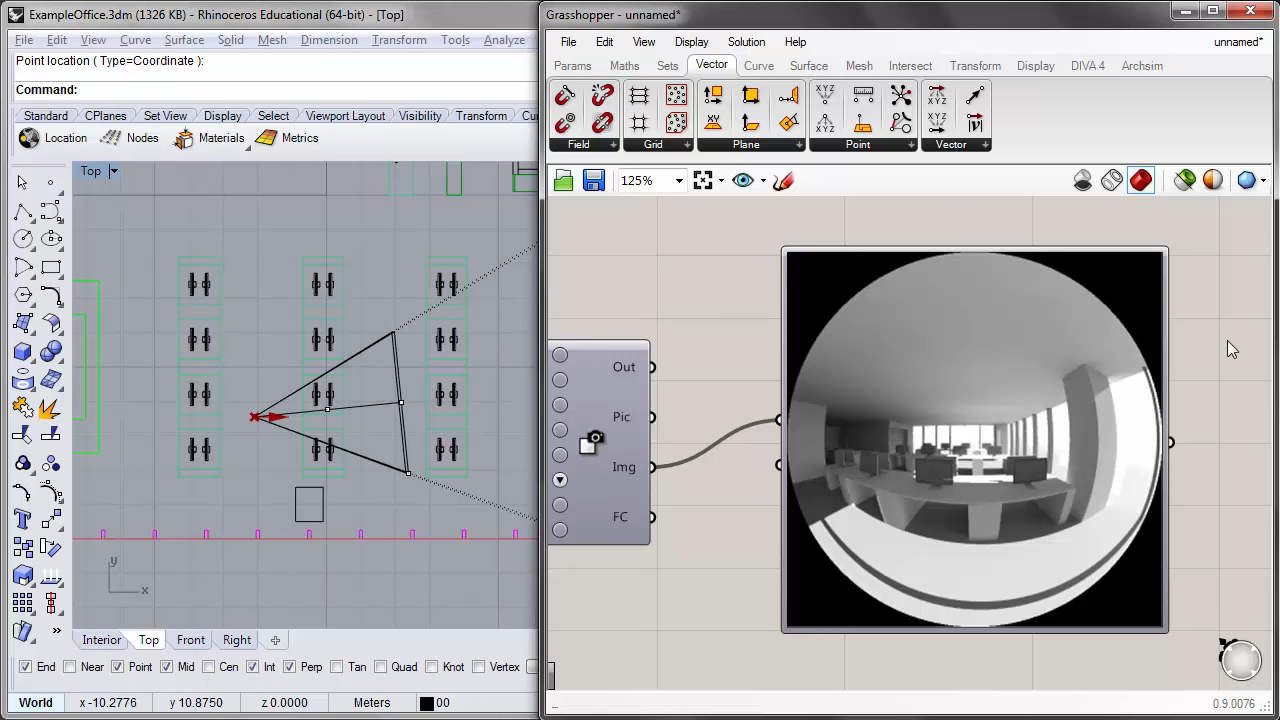 ExampleOffice.3dm (1326 KB) - Rhinoceros Educational (64-bit) - [Top]
File Edit View Curve Surface Solid Mesh Dimension Transform Tools Analyze
Point location ( Type=Coordinate ):
Command:
Standard CPlanes Set View Display Select Viewport Layout Visibility Transform
Location Nodes Materials Metrics
Top
y
x
Interior Top Front Right
End Near Point Mid Cen Int Perp Tan Quad Knot Vertex
World x -10.2776 y 10.8750 z 0.0000 Meters 00
Grasshopper - unnamed*
File Edit View Display Solution Help unnamed*
Params Maths Sets Vector Curve Surface Mesh Intersect Transform Display DIVA 4 Archsim
XYZ
XYZ
XY
XYZ
XYZ
Field Grid Plane Point Vector
125%
Out
Pic
Img
FC
0.9.0076